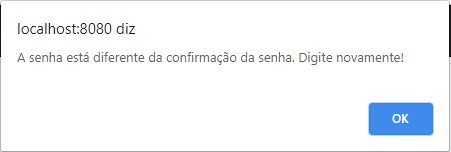 localhost:8080 diz
A senha está diferente da confirmação da senha. Digite novamente!
OK